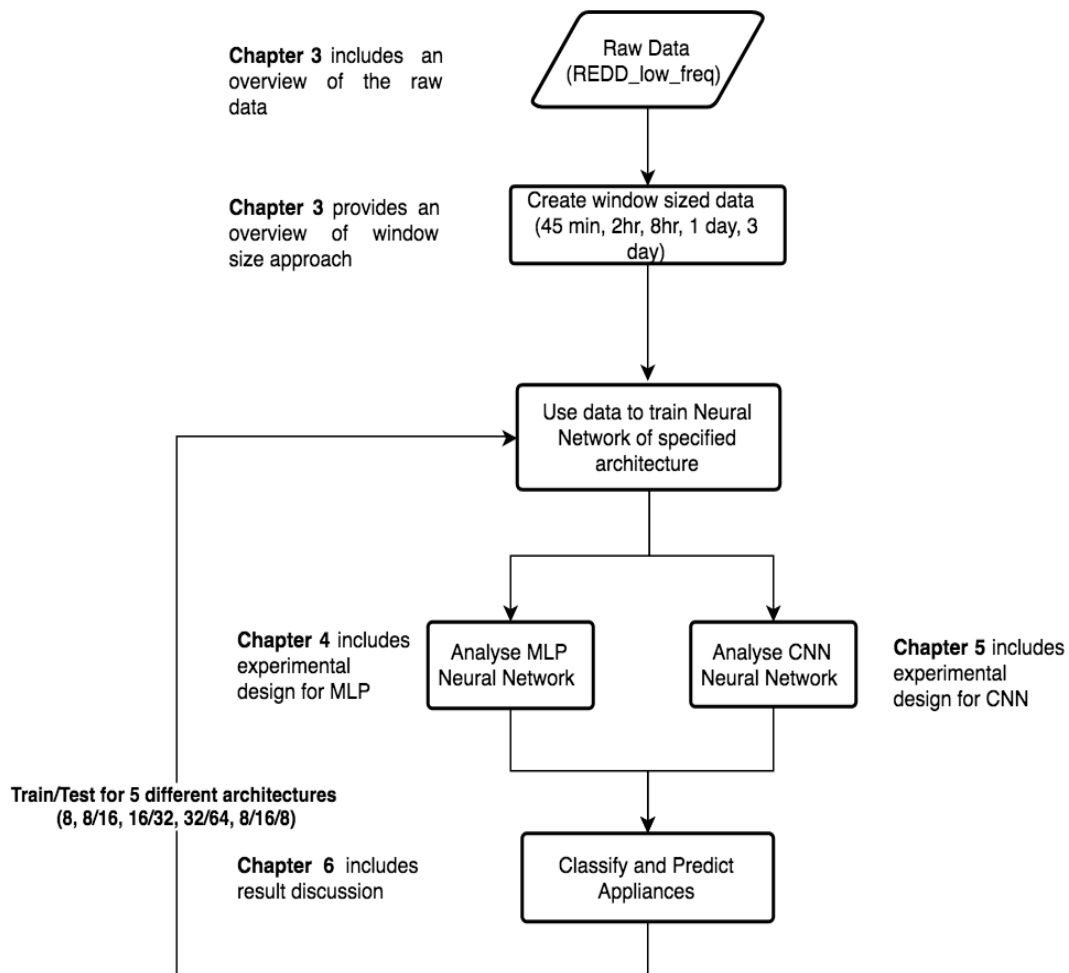 Raw Data
(REDD_low_freq)
Chapter 3 includes an
overview of the raw
data
Create window sized data
(45 min, 2hr, 8hr, 1 day, 3
day)
Chapter 3 provides an
overview of window
size approach
Use data to train Neural
Network of specified
architecture
Chapter 4 includes
experimental
design for MLP
Analyse MLP
Neural Network
Analyse CNN
Neural Network
Chapter 5 includes
experimental
design for CNN
Train/Test for 5 different architectures
(8, 8/16, 16/32, 32/64, 8/16/8)
Chapter 6 includes
result discussion
Classify and Predict
Appliances